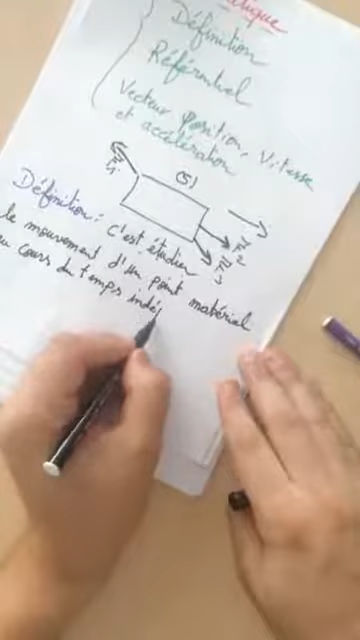 Définition
Référentiel
Vecteur position, Vitesse
et accélération
(S)
Définition : c'est étudier
le mouvement d'un point matériel
au cours du temps indé